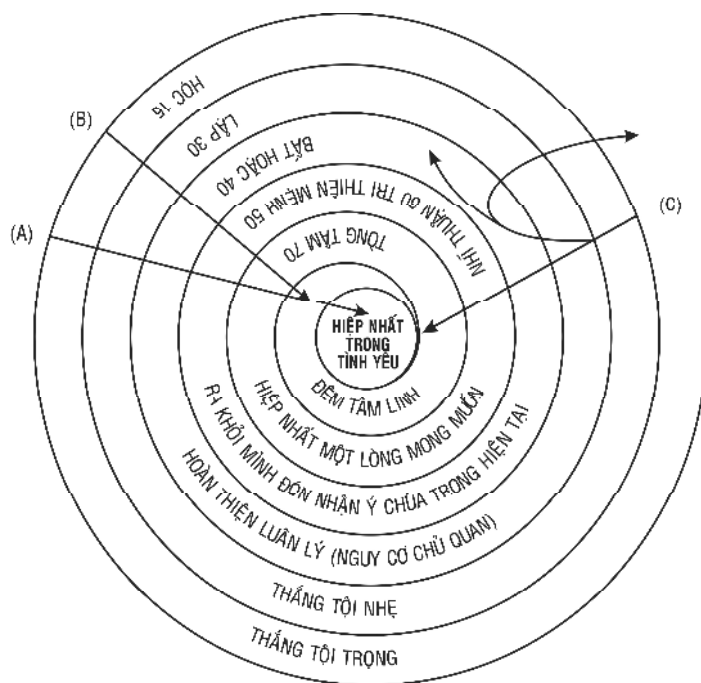 HỌC 15
(B)
LẬP 30
BẤT HOẶC 40
NHĨ THUẬN 60 TRI THIÊN MỆNH 50
(C)
(A)
TÒNG TÂM 70
HIỆP NHẤT
TRONG
TÌNH YÊU
ĐÊM TÂM LINH
HIỆP NHẤT MỘT LÒNG MONG MUỐN
RA KHỎI MÌNH ĐÓN NHẬN Ý CHÚA TRONG HIỆN TẠI
HOÀN THIỆN LUÂN LÝ (NGUY CƠ CHỦ QUAN)
THẮNG TỘI NHẸ
THẮNG TỘI TRỌNG